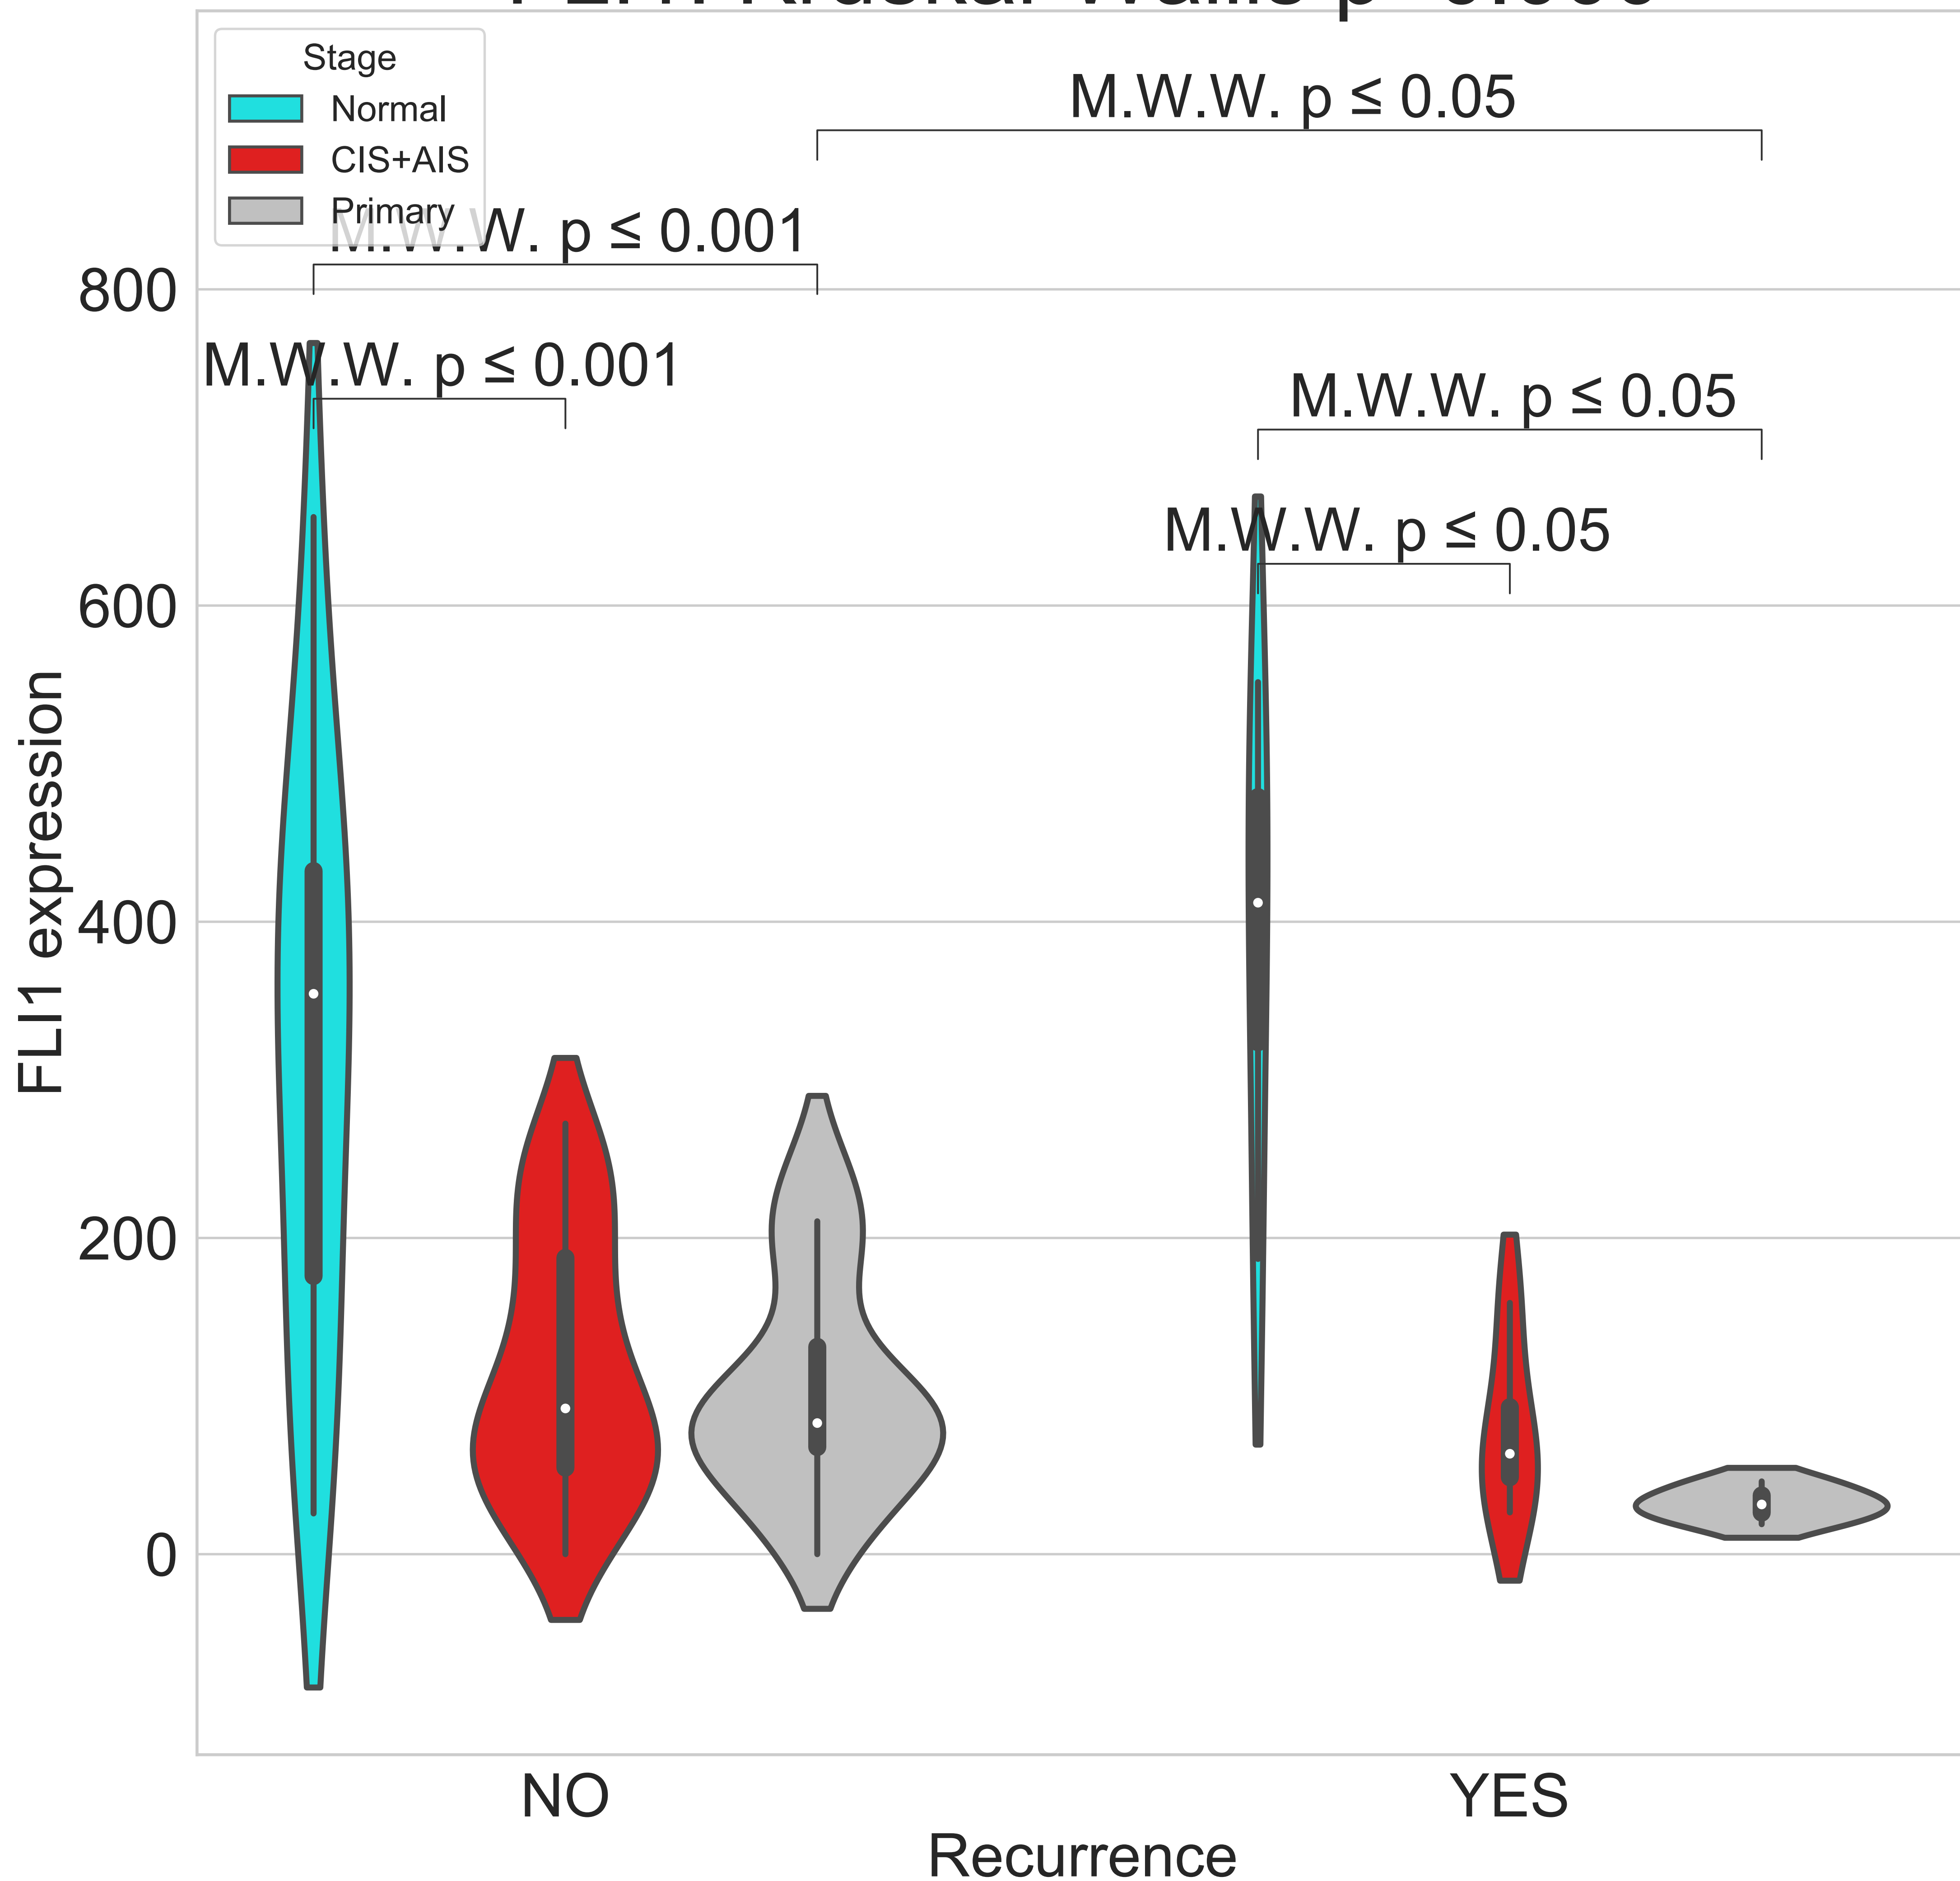 Stage
Normal
CIS+AIS
Primary
M.W.W. p ≤ 0.05
M.W.W. p ≤ 0.001
M.W.W. p ≤ 0.001
M.W.W. p ≤ 0.05
M.W.W. p ≤ 0.05
800
600
400
200
0
FLI1 expression
NO
YES
Recurrence